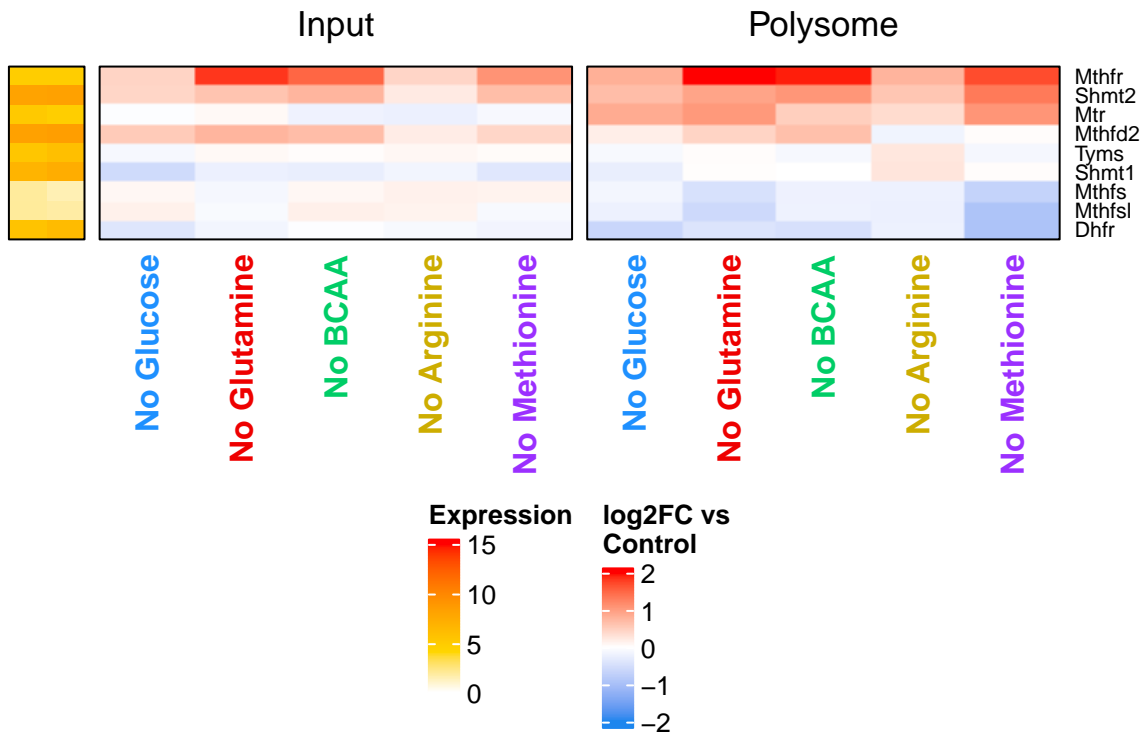 Input
Polysome
Mthfr
Shmt2
Mtr
Mthfd2
Tyms
Shmt1
Mthfs
Mthfsl
Dhfr
No Glucose
No Glutamine
No BCAA
No Arginine
No Methionine
No Glucose
No Glutamine
No BCAA
No Arginine
No Methionine
Expression
15
10
5
0
log2FC vs
Control
2
1
0
−1
−2